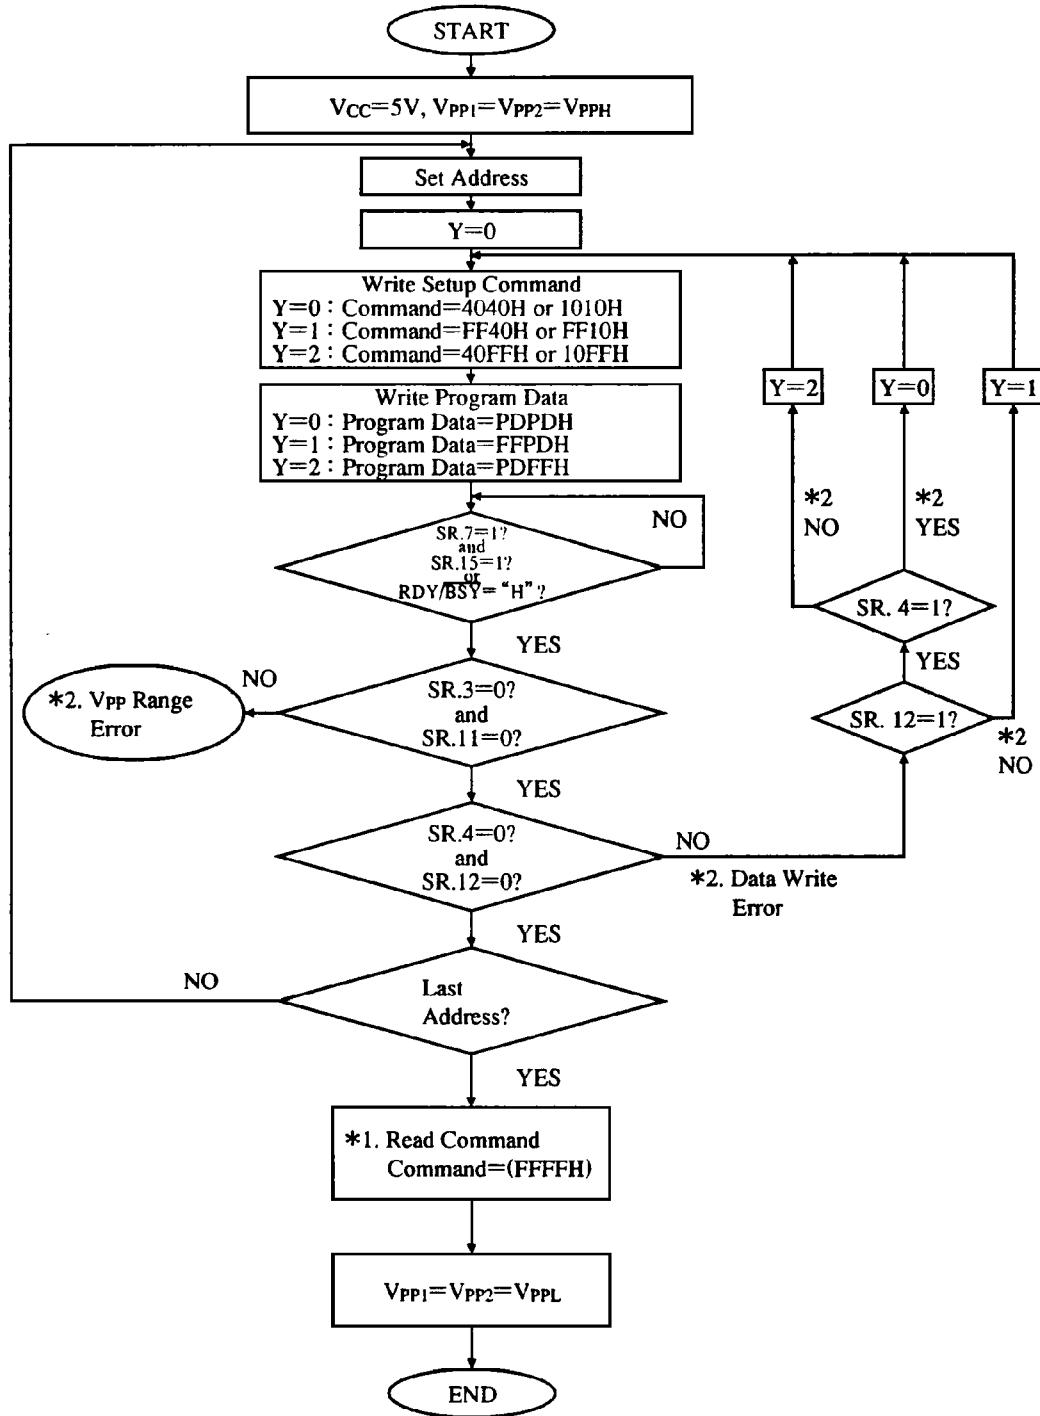 START
VCC=5V, VPP1=VPP2=VPPH
Set Address
Y=0
Write Setup Command
Y=0 : Command=4040H or 1010H
Y=1 : Command=FF40H or FF10H
Y=2 : Command=40FFH or 10FFH
Y=2
Y=0
Y=1
Write Program Data
Y=0 : Program Data=PDPDH
Y=1 : Program Data=FFPDH
Y=2 : Program Data=PDFFH
*2
NO
*2
YES
NO
SR.7=1?
and
SR.15=1?
or
RDY/BSY= “H” ?
SR. 4=1?
YES
YES
NO
*2. VPP Range
Error
SR.3=0?
and
SR.11=0?
SR. 12=1?
*2
NO
YES
SR.4=0?
and
SR.12=0?
NO
*2. Data Write
Error
YES
NO
Last
Address?
YES
*1. Read Command
Command=(FFFFH)
VPP1=VPP2=VPPL
END